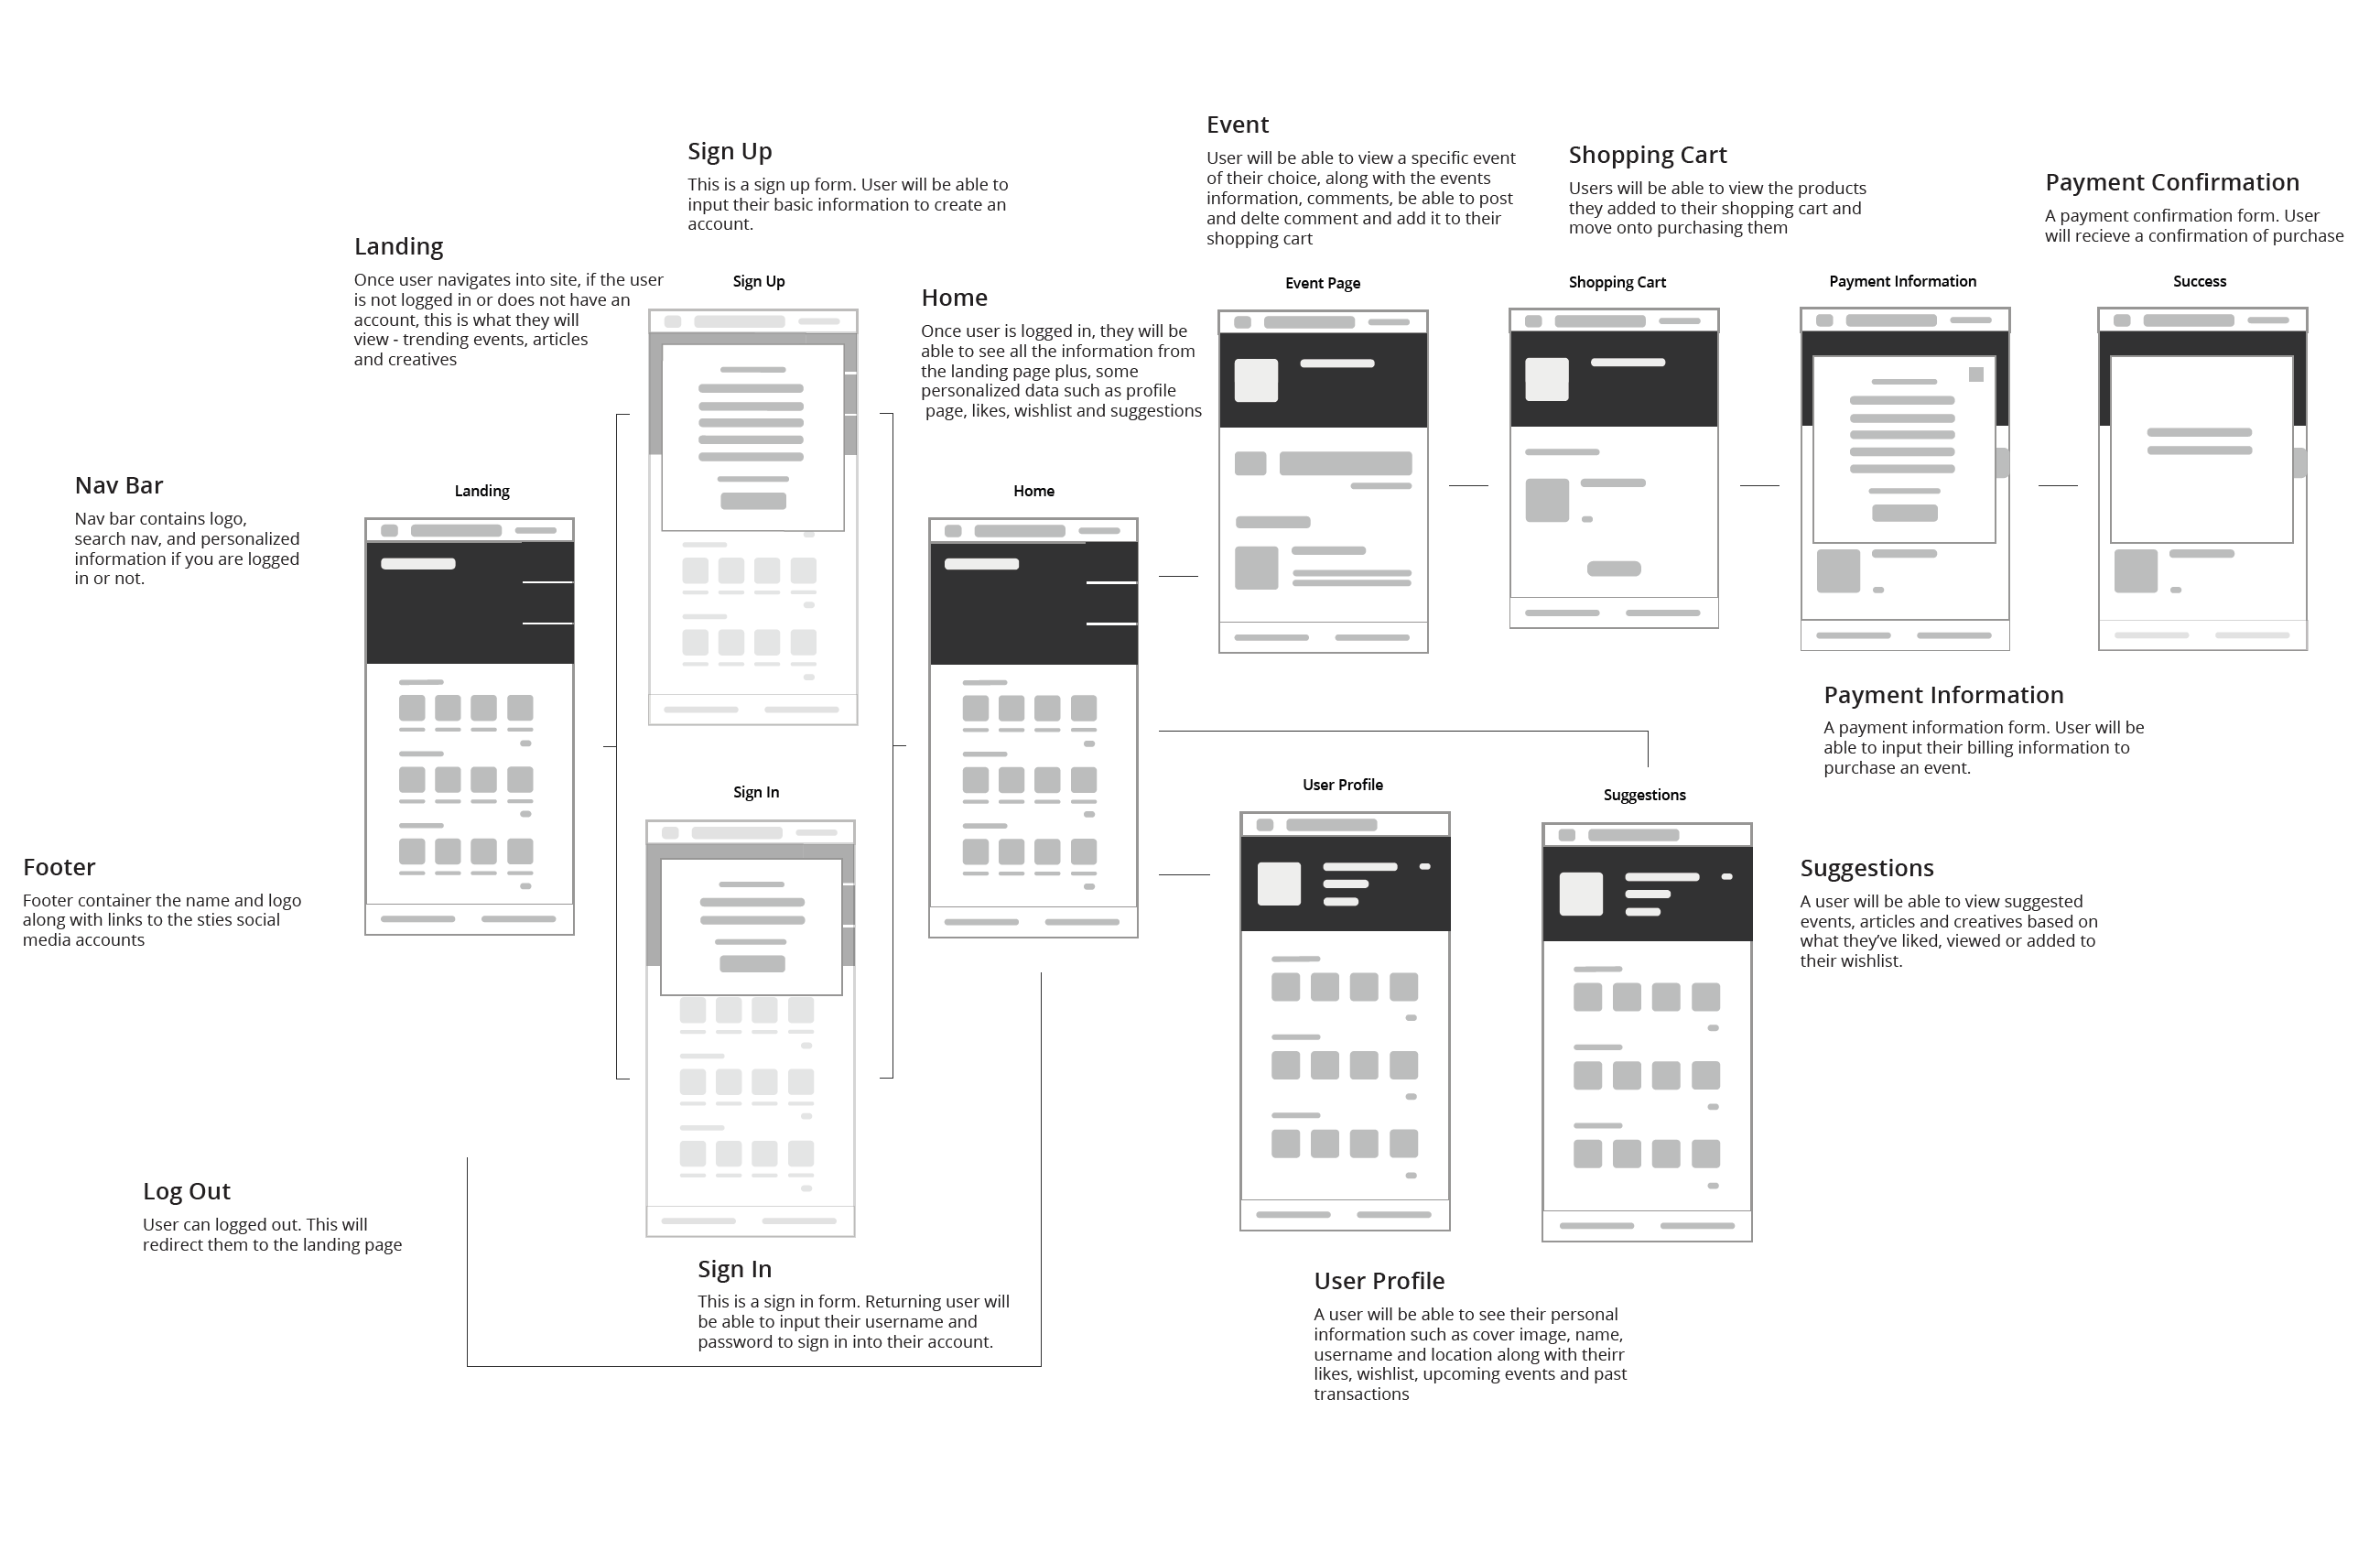 Event
User will be able to view a specific event
of their choice, along with the events
information, comments, be able to post
and delte comment and add it to their
shopping cart
Sign Up
This is a sign up form. User will be able to
input their basic information to create an
account.
Shopping Cart
Users will be able to view the products
they added to their shopping cart and
move onto purchasing them
Payment Confirmation
A payment confirmation form. User
will recieve a confirmation of purchase
Landing
Once user navigates into site, if the user
is not logged in or does not have an
account, this is what they will
view - trending events, articles
and creatives
Sign Up
Home
Once user is logged in, they will be
able to see all the information from
the landing page plus, some
personalized data such as profile
page, likes, wishlist and suggestions
Event Page
Shopping Cart
Payment Information
Success
Nav Bar
Nav bar contains logo,
search nav, and personalized
information if you are logged
in or not.
Landing
Home
Payment Information
A payment information form. User will be
able to input their billing information to
purchase an event.
Sign In
User Profile
Suggestions
Footer
Footer container the name and logo
along with links to the sties social
media accounts
Suggestions
A user will be able to view suggested
events, articles and creatives based on
what they’ve liked, viewed or added to
their wishlist.
Log Out
User can logged out. This will
redirect them to the landing page
Sign In
This is a sign in form. Returning user will
be able to input their username and
password to sign in into their account.
User Profile
A user will be able to see their personal
information such as cover image, name,
username and location along with theirr
likes, wishlist, upcoming events and past
transactions